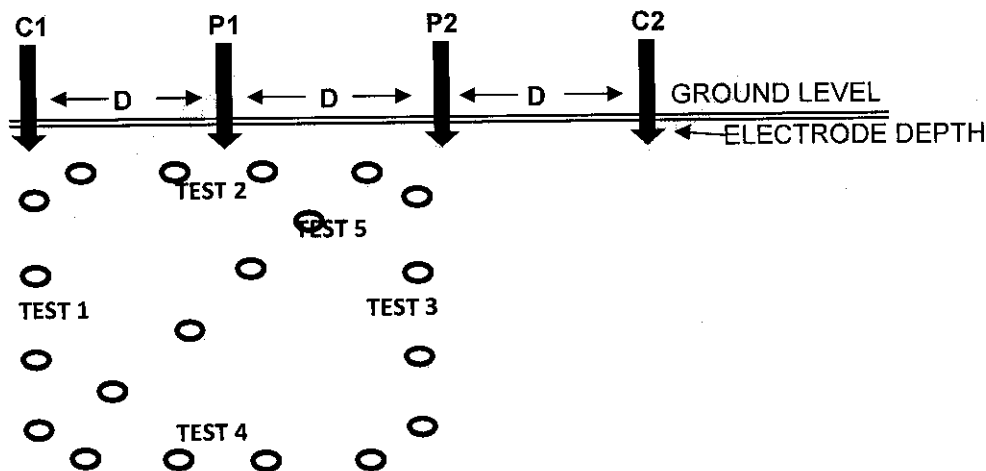 C1 P1 P2 C2
D D D GROUND LEVEL
ELECTRODE DEPTH
TEST 2
TEST 5
TEST 1 TEST 3
TEST 4